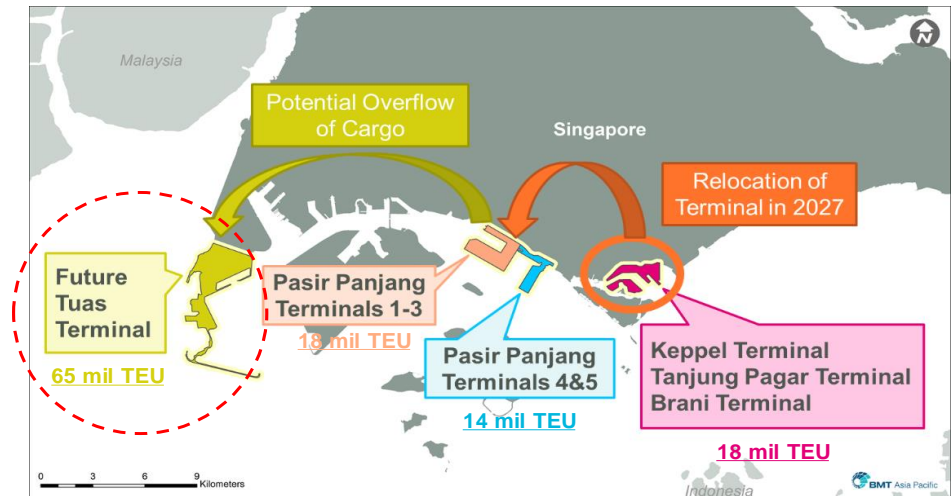 Malaysia
N
Potential Overflow
of Cargo
Singapore
Relocation of
Terminal in 2027
Future
Tuas
Terminal
65 mil TEU
Pasir Panjang
Terminals 1-3
18 mil TEU
Pasir Panjang
Terminals 4&5
14 mil TEU
Keppel Terminal
Tanjung Pagar Terminal
Brani Terminal
18 mil TEU
0 3 6 9
Kilometers
Indonesia
BMT Asia Pacific